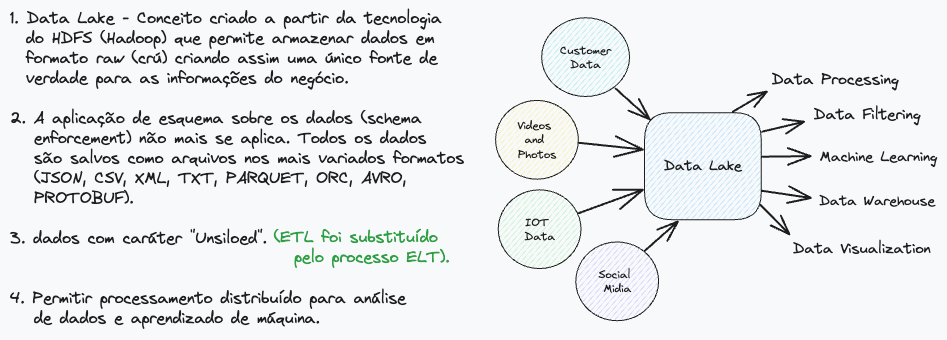 1. Data Lake - Conceito criado a partir da tecnologia
do HDFS (Hadoop) que permite armazenar dados em
formato raw (crú) criando assim uma único fonte de
verdade para as informações do negócio.
2. A aplicação de esquema sobre os dados (schema
enforcement) não mais se aplica. Todos os dados
são salvos como arquivos nos mais variados formatos
(JSON, CSV, XML, TXT, PARQUET, ORC, AVRO,
PROTOBUF).
3. dados com caráter "Unsiloed". (ETL foi substituído
pelo processo ELT).
4. Permitir processamento distribuído para análise
de dados e aprendizado de máquina.
Customer
Data
Videos
and
Photos
IOT
Data
Social
Midia
Data Lake
Data Processing
Data Filtering
Machine Learning
Data Warehouse
Data Visualization